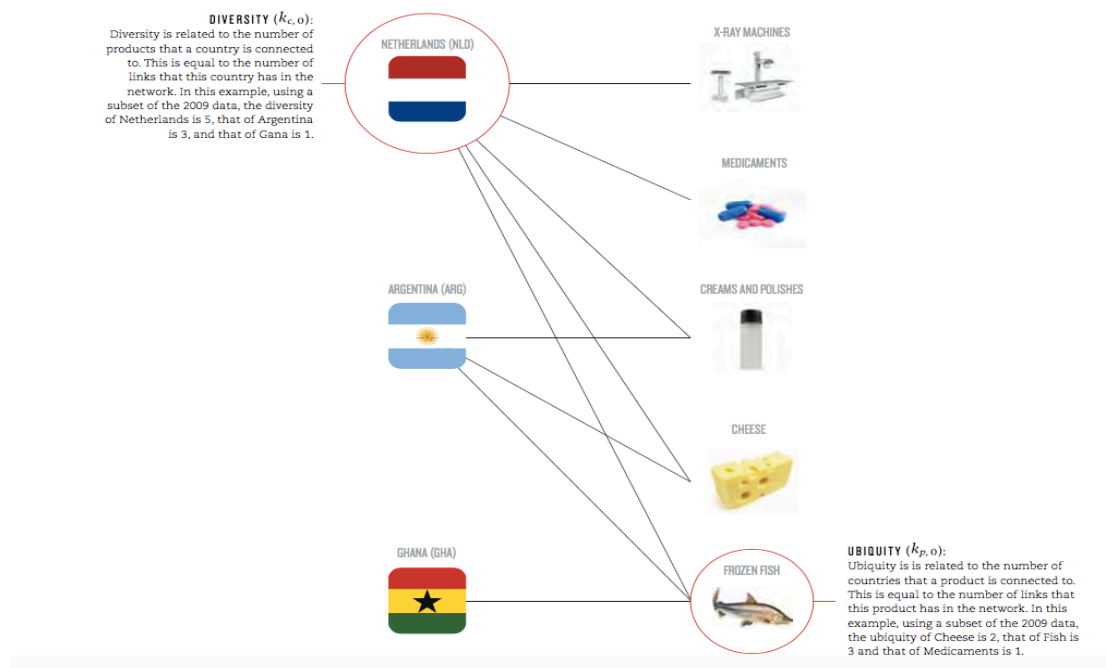 DIVERSITY (kc,0):
Diversity is related to the number of
products that a country is connected
to. This is equal to the number of
links that this country has in the
network. In this example, using a
subset of the 2009 data, the diversity
of Netherlands is 5, that of Argentina
is 3, and that of Gana is 1.
NETHERLANDS (NLD)
X-RAY MACHINES
MEDICAMENTS
ARGENTINA (ARG)
CREAMS AND POLISHES
CHEESE
GHANA (GHA)
FROZEN FISH
UBIQUITY (kp,0):
Ubiquity is is related to the number of
countries that a product is connected to.
This is equal to the number of links that
this product has in the network. In this
example, using a subset of the 2009 data,
the ubiquity of Cheese is 2, that of Fish is
3 and that of Medicaments is 1.